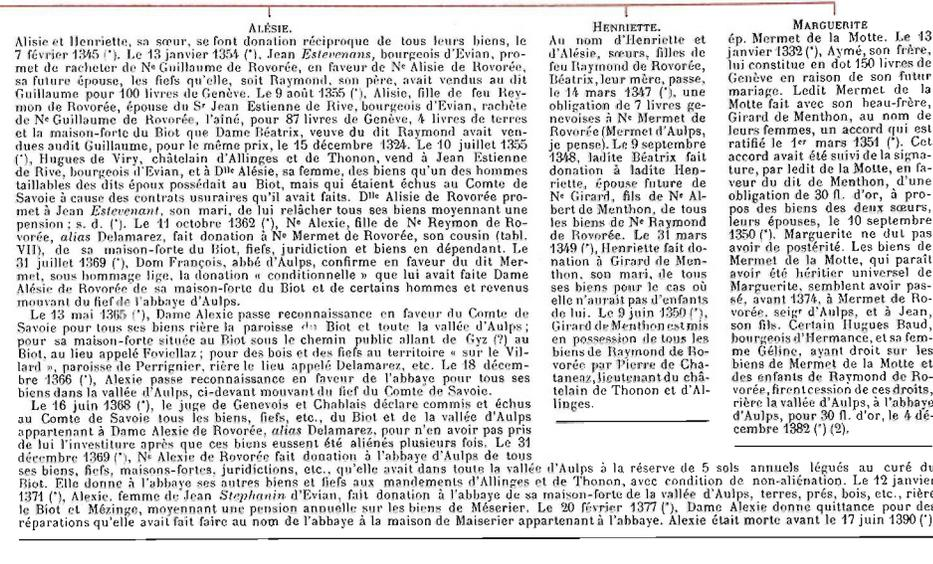 ALÉSIE.
Alisie et Henriette, sa sœur, se font donation réciproque de tous leurs biens, le
7 février 1345 (*). Le 13 janvier 1354 (*), Jean Estevenans, bourgeois d'Evian, pro-
met de racheter de Ne Guillaume de Rovorée, en faveur de Ne Alisie de Rovorée,
sa future épouse, les fiefs qu'elle, soit Raymond, son père, avait vendus au dit
Guillaume pour 100 livres de Genève. Le 9 août 1355 (*), Alisie, fille de feu Rey-
mon de Rovorée, épouse du Sr Jean Estienne de Rive, bourgeois d'Evian, rachète
de Ne Guillaume de Rovorée, l'aîné, pour 87 livres de Genève, 4 livres de terres
et la maison-forte du Biot que Dame Béatrix, veuve du dit Raymond avait ven-
dues audit Guillaume, pour le même prix, le 15 décembre 1324. Le 10 juillet 1355
(*), Hugues de Viry, châtelain d'Allinges et de Thonon, vend à Jean Estienne
de Rive, bourgeois d'Evian, et à Dlle Alésie, sa femme, des biens qu'un des hommes
taillables des dits époux possédait au Biot, mais qui étaient échus au Comte de
Savoie à cause des contrats usuraires qu'il avait faits. Dlle Alisie de Rovorée pro-
met à Jean Estevenant, son mari, de lui relâcher tous ses biens moyennant une
pension ; s. d. (*). Le 11 octobre 1362 (*), Ne Alexie, fille de Ne Reymon de Ro-
vorée, alias Delamarez, fait donation à Ne Mermet de Rovorée, son cousin (tabl.
VII), de sa maison-forte du Biot, fiefs, juridiction et biens en dépendant. Le
31 juillet 1369 (*), Dom François, abbé d'Aulps, confirme en faveur du dit Mer-
met, sous hommage lige, la donation « conditionnelle » que lui avait faite Dame
Alésie de Rovorée de sa maison-forte du Biot et de certains hommes et revenus
mouvant du fief de l'abbaye d'Aulps.
Le 13 mai 1365 (*), Dame Alexie passe reconnaissance en faveur du Comte de
Savoie pour tous ses biens rière la paroisse du Biot et toute la vallée d'Aulps ;
pour sa maison-forte située au Biot sous le chemin public allant de Gyz (?) au
Biot, au lieu appelé Foviellaz ; pour des bois et des fiefs au territoire « sur le Vil-
lard », paroisse de Perrignier, rière le lieu appelé Delamarez, etc. Le 18 décem-
bre 1366 (*), Alexie passe reconnaissance en faveur de l'abbaye pour tous ses
biens dans la vallée d'Aulps, ci-devant mouvant du fief du Comte de Savoie.
Le 16 juin 1368 (*), le juge de Genevois et Chablais déclare commis et échus
au Comte de Savoie tous les biens, fiefs, etc., du Biot et de la vallée d'Aulps
appartenant à Dame Alexie de Rovorée, alias Delamarez, pour n'en avoir pas pris
de lui l'investiture après que ces biens eussent été aliénés plusieurs fois. Le 31
décembre 1369 (*), Ne Alexie de Rovorée fait donation à l'abbaye d'Aulps de tous
ses biens, fiefs, maisons-fortes, juridictions, etc., qu'elle avait dans toute la vallée d'Aulps à la réserve de 5 sols annuels légués au curé du
Biot. Elle donne à l'abbaye ses autres biens et fiefs aux mandements d'Allinges et de Thonon, avec condition de non-aliénation. Le 12 janvier
1371 (*), Alexie, femme de Jean Stephanin d'Evian, fait donation à l'abbaye de sa maison-forte de la vallée d'Aulps, terres, prés, bois, etc., rière
le Biot et Mézinge, moyennant une pension annuelle sur les biens de Méserier. Le 20 février 1377 (*), Dame Alexie donne quittance pour des
réparations qu'elle avait fait faire au nom de l'abbaye à la maison de Maiserier appartenant à l'abbaye. Alexie était morte avant le 17 juin 1390 (*)
HENRIETTE.
Au nom d'Henriette et
d'Alésie, sœurs, filles de
feu Raymond de Rovorée,
Béatrix, leur mère, passe,
le 14 mars 1347 (*), une
obligation de 7 livres ge-
nevoises à Ne Mermet de
Rovorée (Mermet d'Aulps,
je pense). Le 9 septembre
1348, ladite Béatrix fait
donation à ladite Hen-
riette, épouse future de
Ne Girard, fils de Ne Al-
bert de Menthon, de tous
les biens de Ne Raymond
de Rovorée. Le 31 mars
1349 (*), Henriette fait do-
nation à Girard de Men-
thon, son mari, de tous
ses biens pour le cas où
elle n'aurait pas d'enfants
de lui. Le 9 juin 1350 (*),
Girard de Menthon est mis
en possession de tous les
biens de Raymond de Ro-
vorée par Pierre de Cha-
taneaz, lieutenant du châ-
telain de Thonon et d'Al-
linges.
MARGUERITE
ép. Mermet de la Motte. Le 13
janvier 1332 (*), Aymé, son frère,
lui constitue en dot 150 livres de
Genève en raison de son futur
mariage. Ledit Mermet de la
Motte fait avec son beau-frère,
Girard de Menthon, au nom de
leurs femmes, un accord qui est
ratifié le 1er mars 1351 (*). Cet
accord avait été suivi de la signa-
ture, par ledit de la Motte, en fa-
veur du dit de Menthon, d'une
obligation de 30 fl. d'or, à pro-
pos des biens des deux sœurs,
leurs épouses, le 10 septembre
1350 (*). Marguerite ne dut pas
avoir de postérité. Les biens de
Mermet de la Motte, qui paraît
avoir été héritier universel de
Marguerite, semblent avoir pas-
sé, avant 1374, à Mermet de Ro-
vorée, seigr d'Aulps, et à Jean,
son fils. Certain Hugues Baud,
bourgeois d'Hermance, et sa fem-
me Géline, ayant droit sur les
biens de Mermet de la Motte et
des enfants de Raymond de Ro-
vorée, firent cession de ces droits,
rière la vallée d'Aulps, à l'abbaye
d'Aulps, pour 30 fl. d'or, le 4 dé-
cembre 1382 (*) (2).